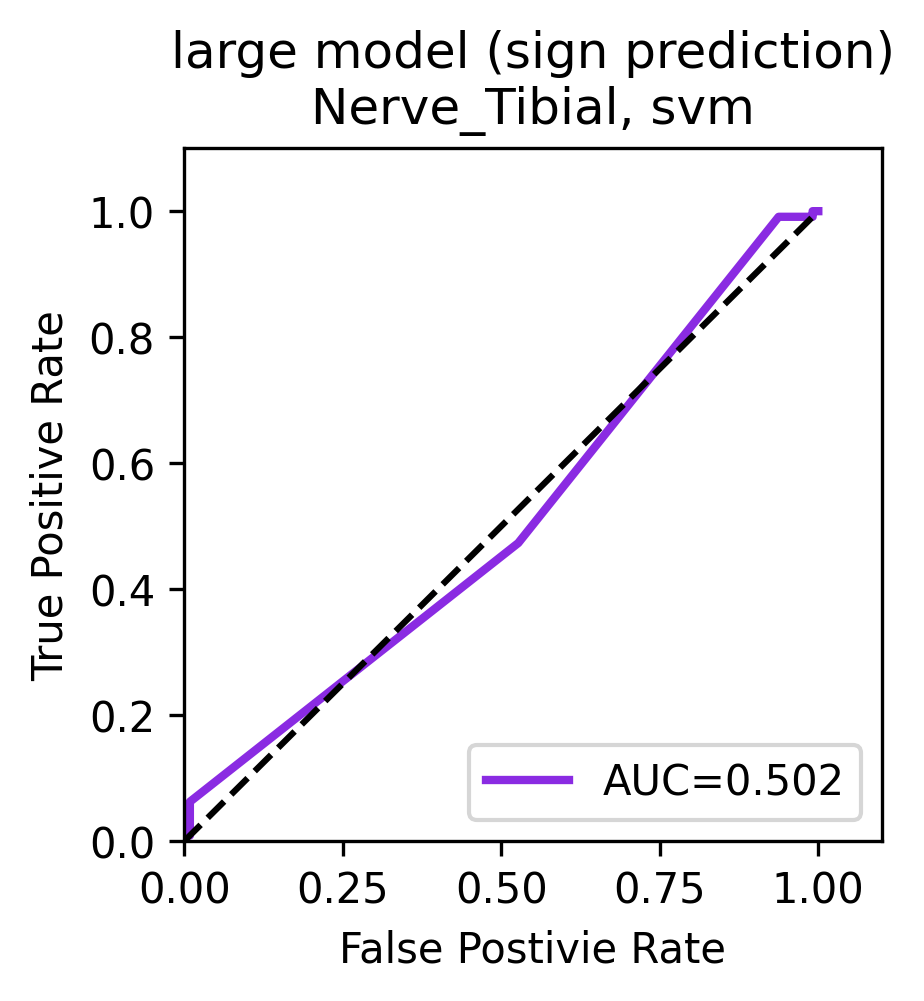 large model (sign prediction)
Nerve_Tibial, svm
1.0
0.8
0.6
0.4
0.2
0.0
True Positive Rate
AUC=0.502
0.00 0.25 0.50 0.75 1.00
False Postivie Rate